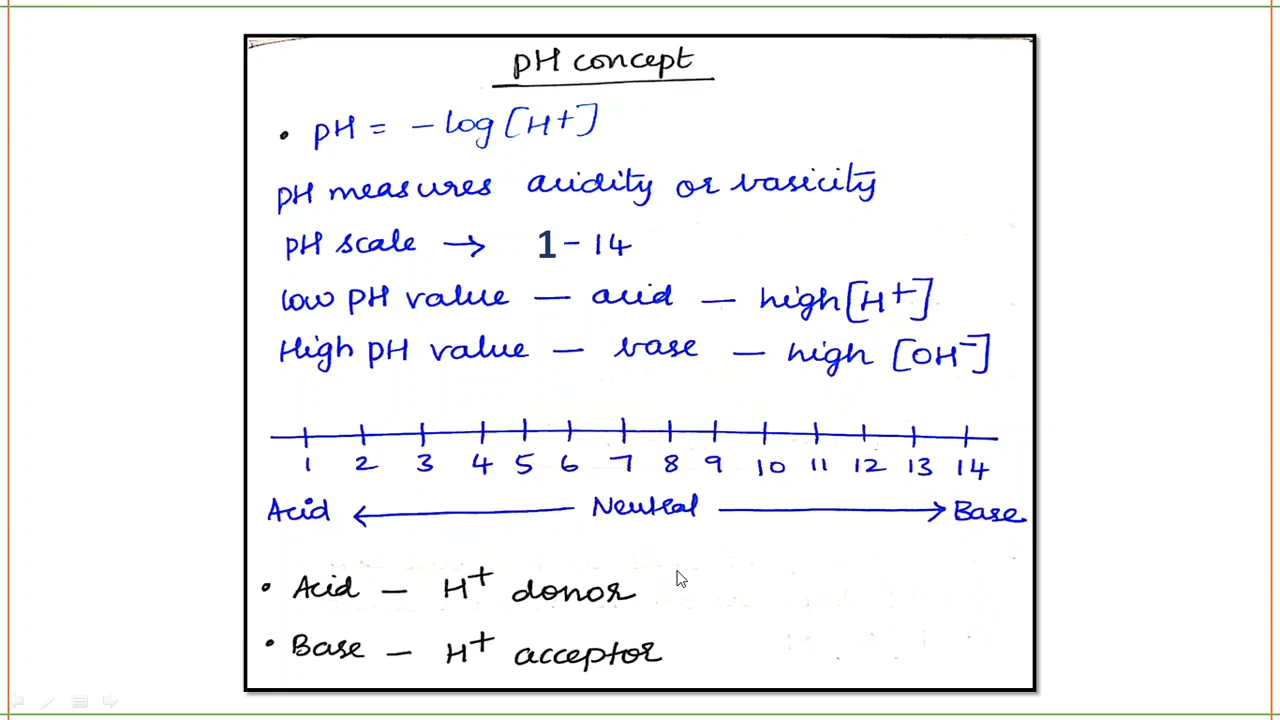 pH concept
• pH = - log [H+]
pH measures acidity or basicity
pH scale → 1 - 14
low pH value – acid – high [H+]
High pH value – base – high [OH⁻]
1 2 3 4 5 6 7 8 9 10 11 12 13 14
Acid ← Neutral → Base
• Acid – H⁺ donor
• Base – H⁺ acceptor